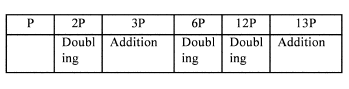 P 2P 3P 6P 12P 13P
Doubl Addition Doubl Doubl Addition
ing ing ing